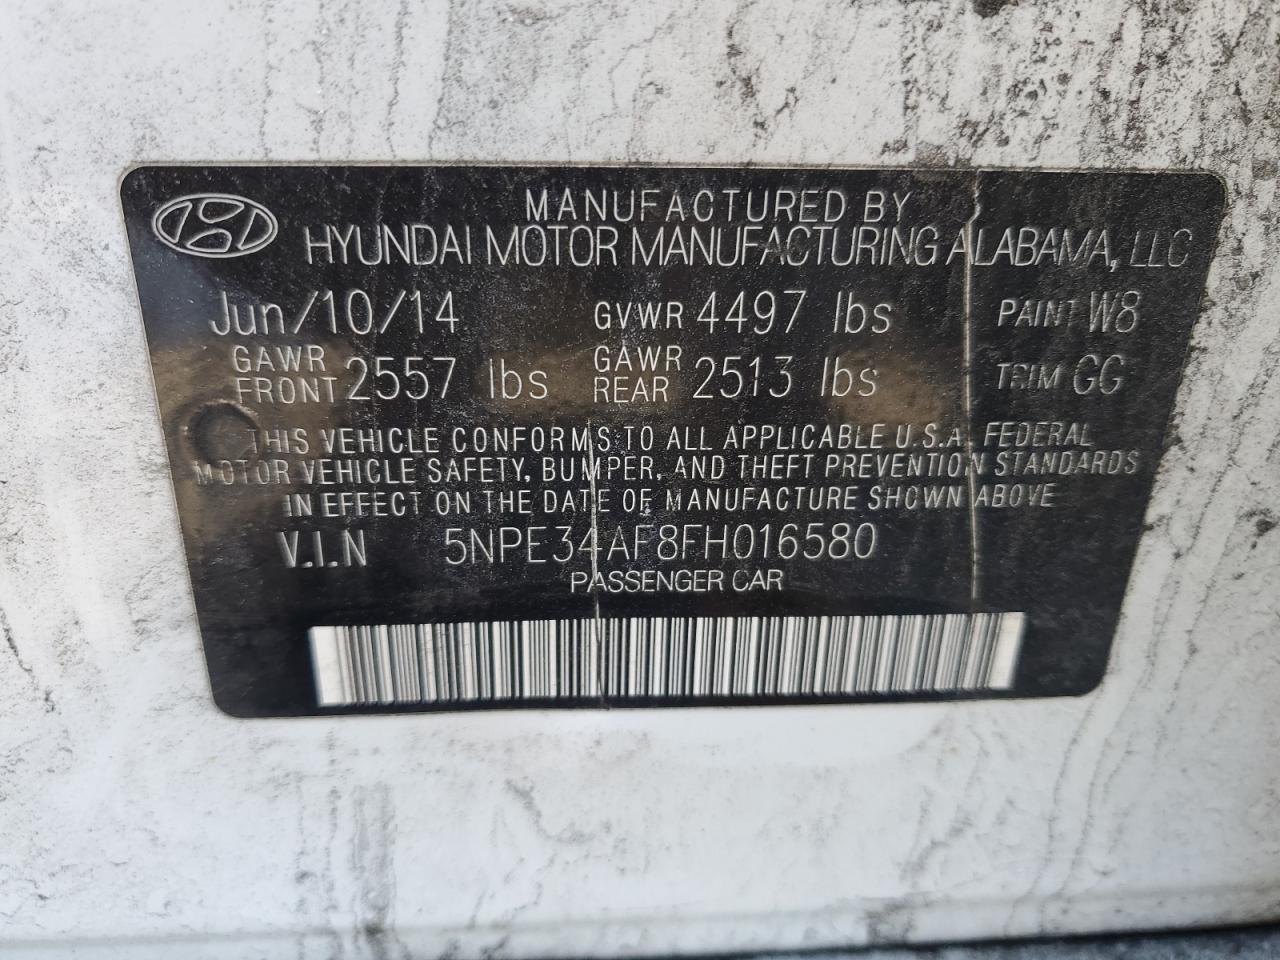 MANUFACTURED BY
HYUNDAI MOTOR MANUFACTURING ALABAMA, LLC
Jun/10/14 GVWR 4497 lbs PAINT W8
GAWR FRONT 2557 lbs GAWR REAR 2513 lbs TRIM GG
THIS VEHICLE CONFORMS TO ALL APPLICABLE U.S.A. FEDERAL
MOTOR VEHICLE SAFETY, BUMPER, AND THEFT PREVENTION STANDARDS
IN EFFECT ON THE DATE OF MANUFACTURE SHOWN ABOVE
V.I.N 5NPE34AF8FH016580
PASSENGER CAR